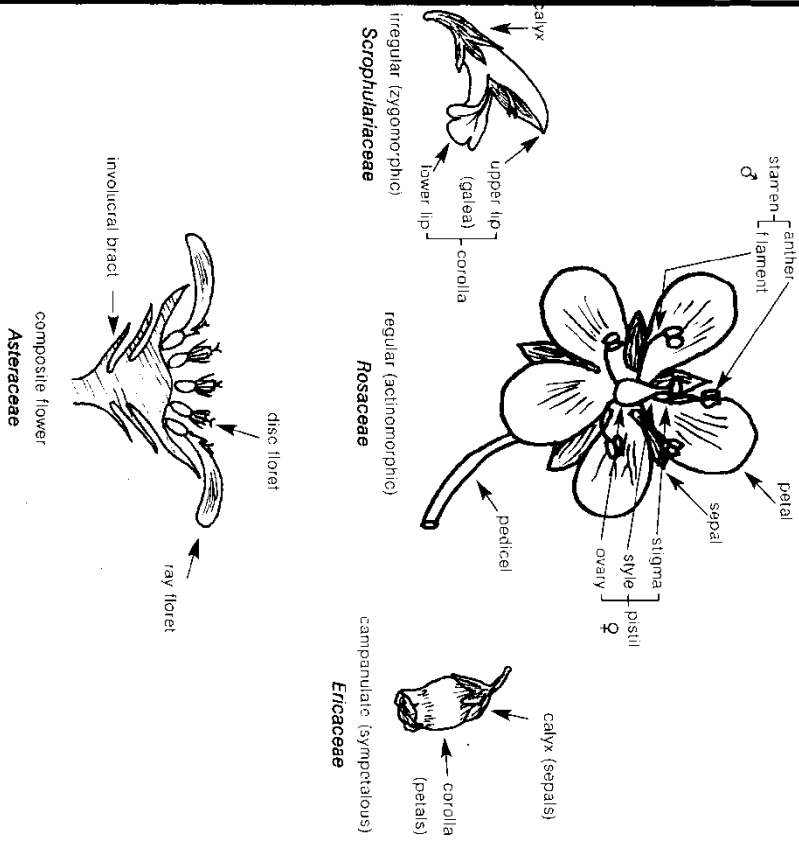 calyx
upper lip
(galea)
lower lip
corolla
irregular (zygomorphic)
Scrophulariaceae
stamen
♂
anther
filament
petal
sepal
stigma
style
ovary
pistil
♀
pedicel
regular (actinomorphic)
Rosaceae
calyx (sepals)
corolla
(petals)
campanulate (sympetalous)
Ericaceae
involucral bract
disc floret
ray floret
composite flower
Asteraceae